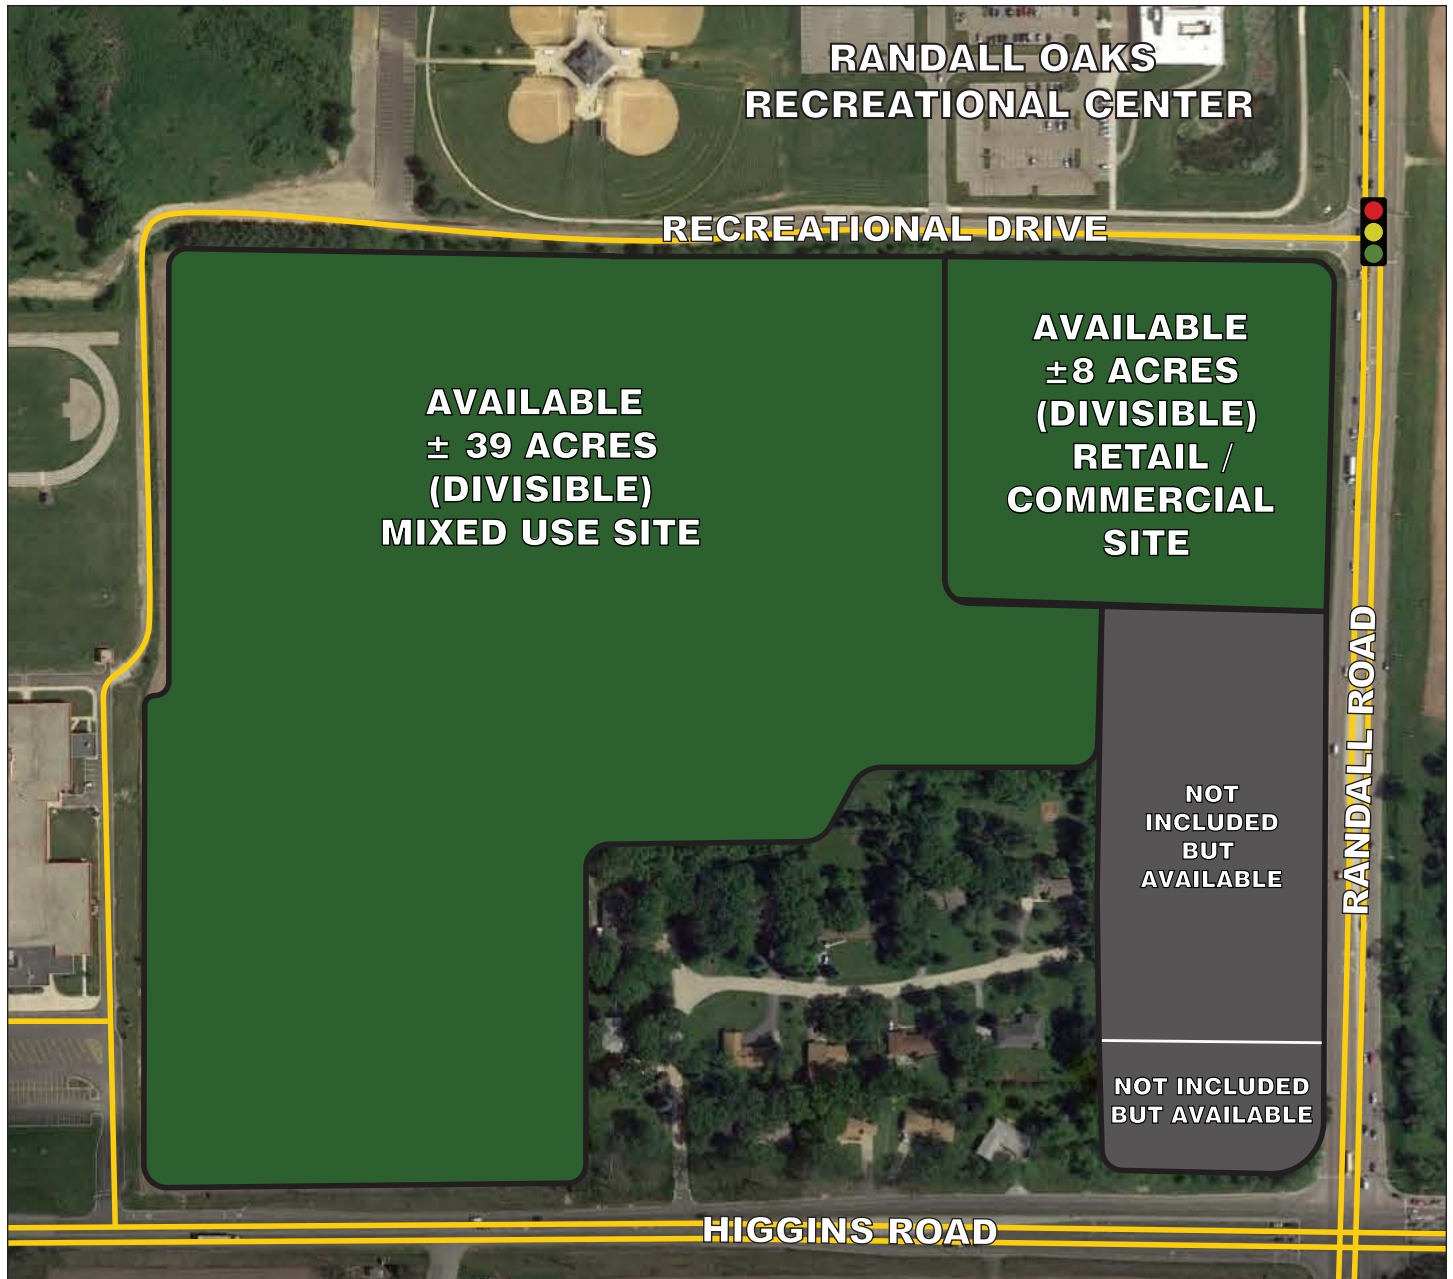 RANDALL OAKS
RECREATIONAL CENTER
RECREATIONAL DRIVE
AVAILABLE
± 39 ACRES
(DIVISIBLE)
MIXED USE SITE
AVAILABLE
±8 ACRES
(DIVISIBLE)
RETAIL /
COMMERCIAL
SITE
RANDALL ROAD
NOT
INCLUDED
BUT
AVAILABLE
NOT INCLUDED
BUT AVAILABLE
HIGGINS ROAD